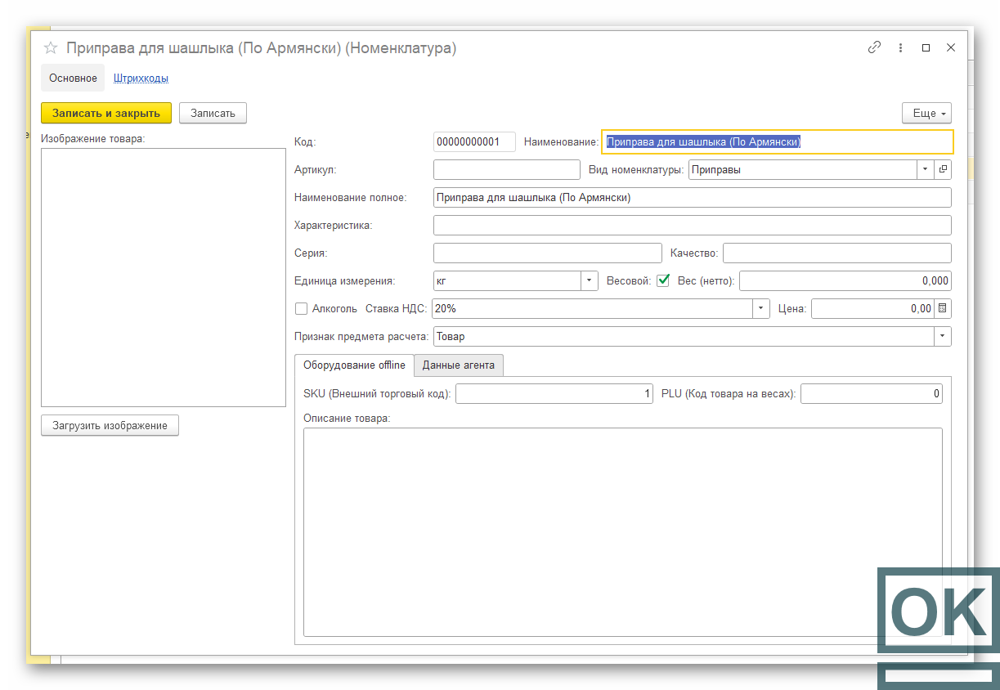 Приправа для шашлыка (По Армянски) (Номенклатура)
Основное Штрихкоды
Записать и закрыть Записать Еще
Изображение товара:
Код: 00000000001 Наименование: Приправа для шашлыка (По Армянски)
Артикул: Вид номенклатуры: Приправы
Наименование полное: Приправа для шашлыка (По Армянски)
Характеристика:
Серия: Качество:
Единица измерения: кг Весовой: Вес (нетто): 0,000
Алкоголь Ставка НДС: 20% Цена: 0,00
Признак предмета расчета: Товар
Оборудование offline Данные агента
SKU (Внешний торговый код): 1 PLU (Код товара на весах): 0
Описание товара:
Загрузить изображение
ОК